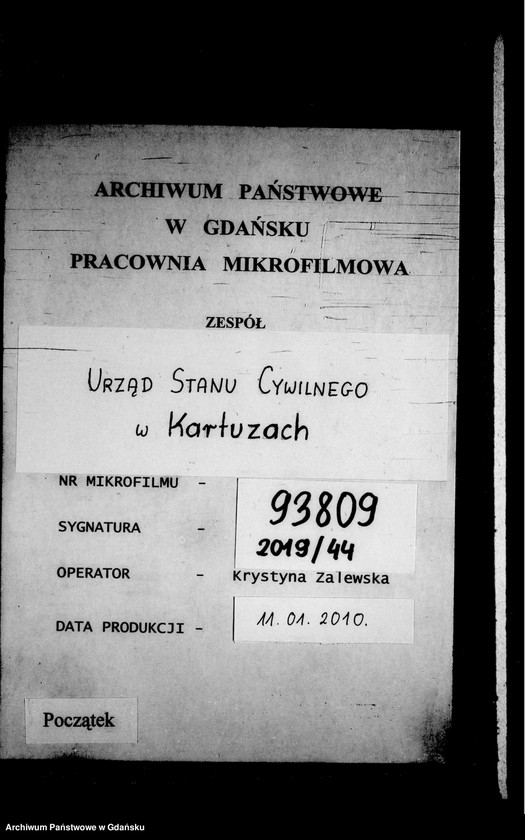 ARCHIWUM PAŃSTWOWE
W GDAŃSKU
PRACOWNIA MIKROFILMOWA
ZESPÓŁ
URZĄD STANU CYWILNEGO
w Kartuzach
NR MIKROFILMU - 93809
SYGNATURA - 2019/44
OPERATOR - Krystyna Zalewska
DATA PRODUKCJI - 11.01.2010.
Początek
Archiwum Państwowe w Gdańsku